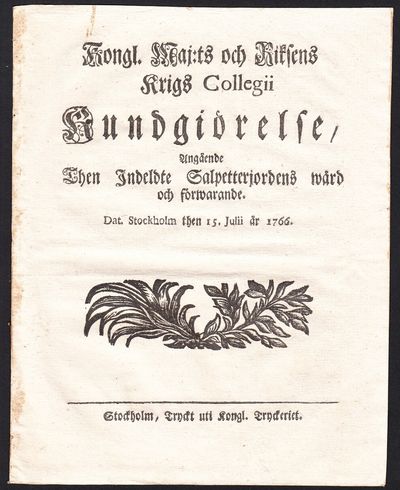 Kongl. Maj:ts och Riksens
Krigs Collegii
Kundgiörelse,
Angående
Then Indeldte Salpetterjordens wård
och förwarande.
Dat. Stockholm then 15. Julii år 1766.
Stockholm, Tryckt uti Kongl. Tryckeriet.